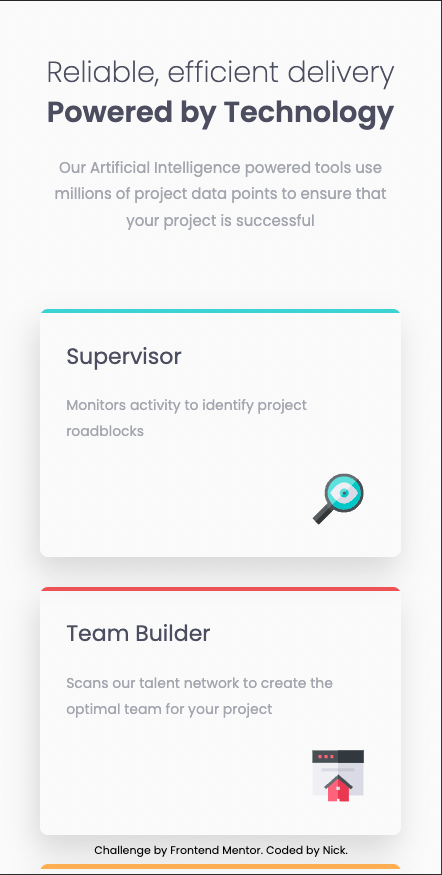 Reliable, efficient delivery
Powered by Technology
Our Artificial Intelligence powered tools use
millions of project data points to ensure that
your project is successful
Supervisor
Monitors activity to identify project
roadblocks
Team Builder
Scans our talent network to create the
optimal team for your project
Challenge by Frontend Mentor. Coded by Nick.